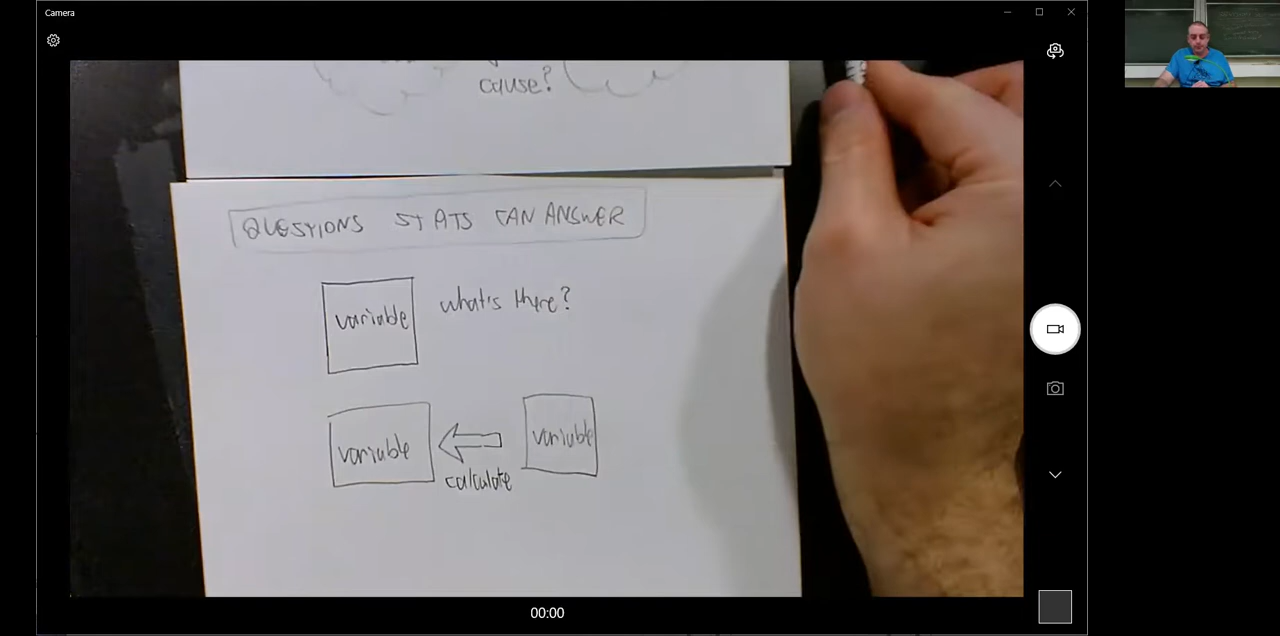 Camera
cause?
QUESTIONS STATS CAN ANSWER
variable what's there?
variable variable
calculate
00:00